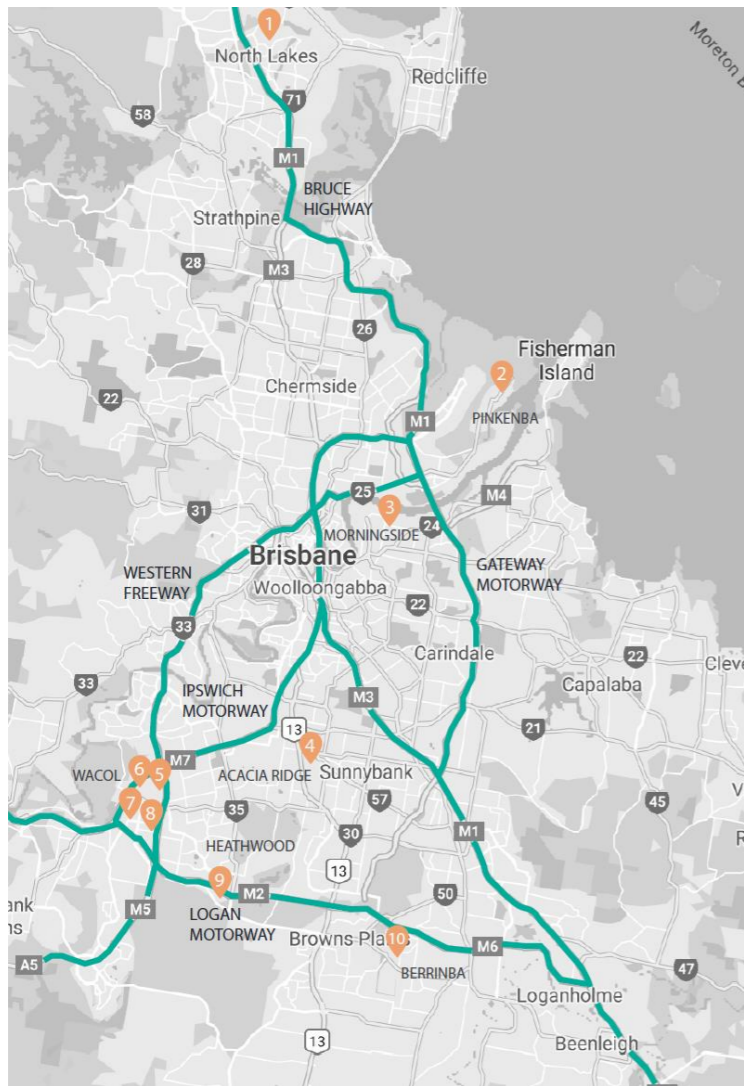 1
North Lakes
Redcliffe
Moreton B
71
58
M1
BRUCE
HIGHWAY
Strathpine
28
M3
26
Fisherman
Island
2
Chermside
22
PINKENBA
M1
25
M4
31
3
MORNINGSIDE
24
Brisbane
WESTERN
FREEWAY
GATEWAY
MOTORWAY
Woolloongabba
22
33
Carindale
22
Cleve
33
Capalaba
IPSWICH
MOTORWAY
M3
13
21
4
M7
WACOL
6
5
ACACIA RIDGE
Sunnybank
7
8
35
57
45
V
30
M1
R
HEATHWOOD
13
9
M2
50
ank
ns
M5
LOGAN
MOTORWAY
Browns Plains
10
M6
A5
BERRINBA
47
Loganholme
13
Beenleigh